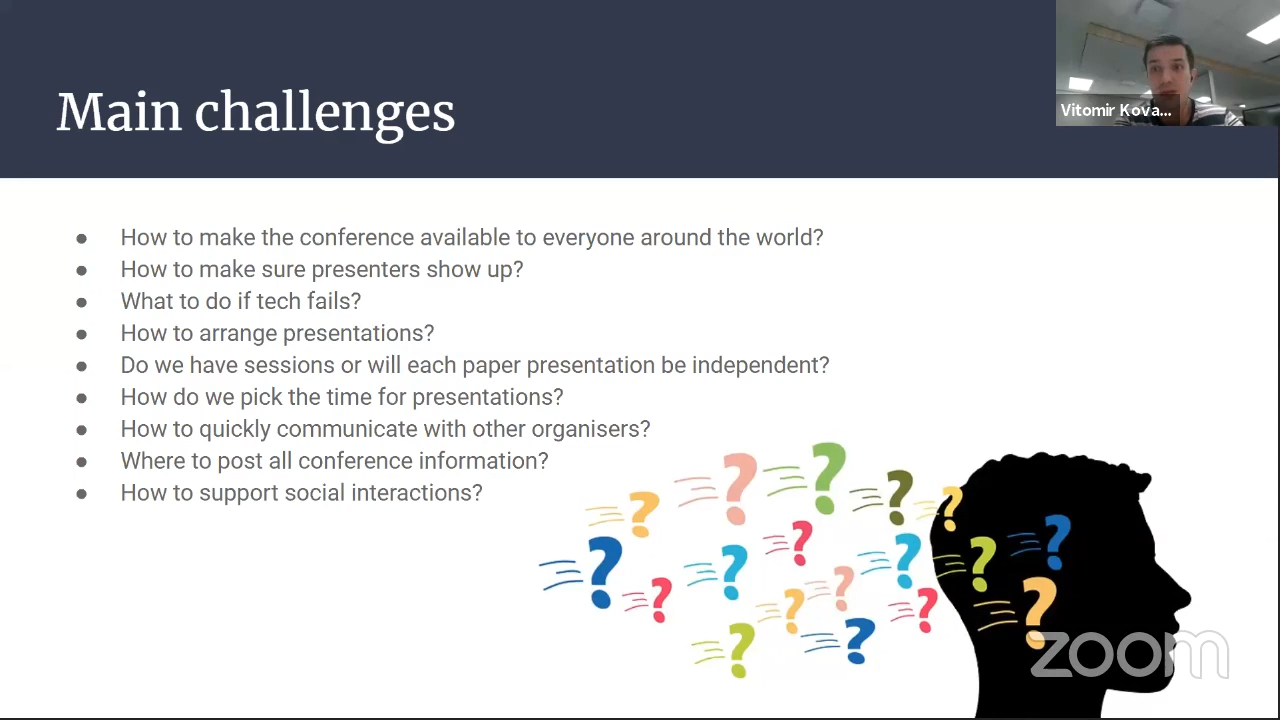 Main challenges
Vitomir Kova...
● How to make the conference available to everyone around the world?
● How to make sure presenters show up?
● What to do if tech fails?
● How to arrange presentations?
● Do we have sessions or will each paper presentation be independent?
● How do we pick the time for presentations?
● How to quickly communicate with other organisers?
● Where to post all conference information?
● How to support social interactions?
? ? ? ? ? ? ? ? ? ? ? ? ? ? ? ? ?
zoom